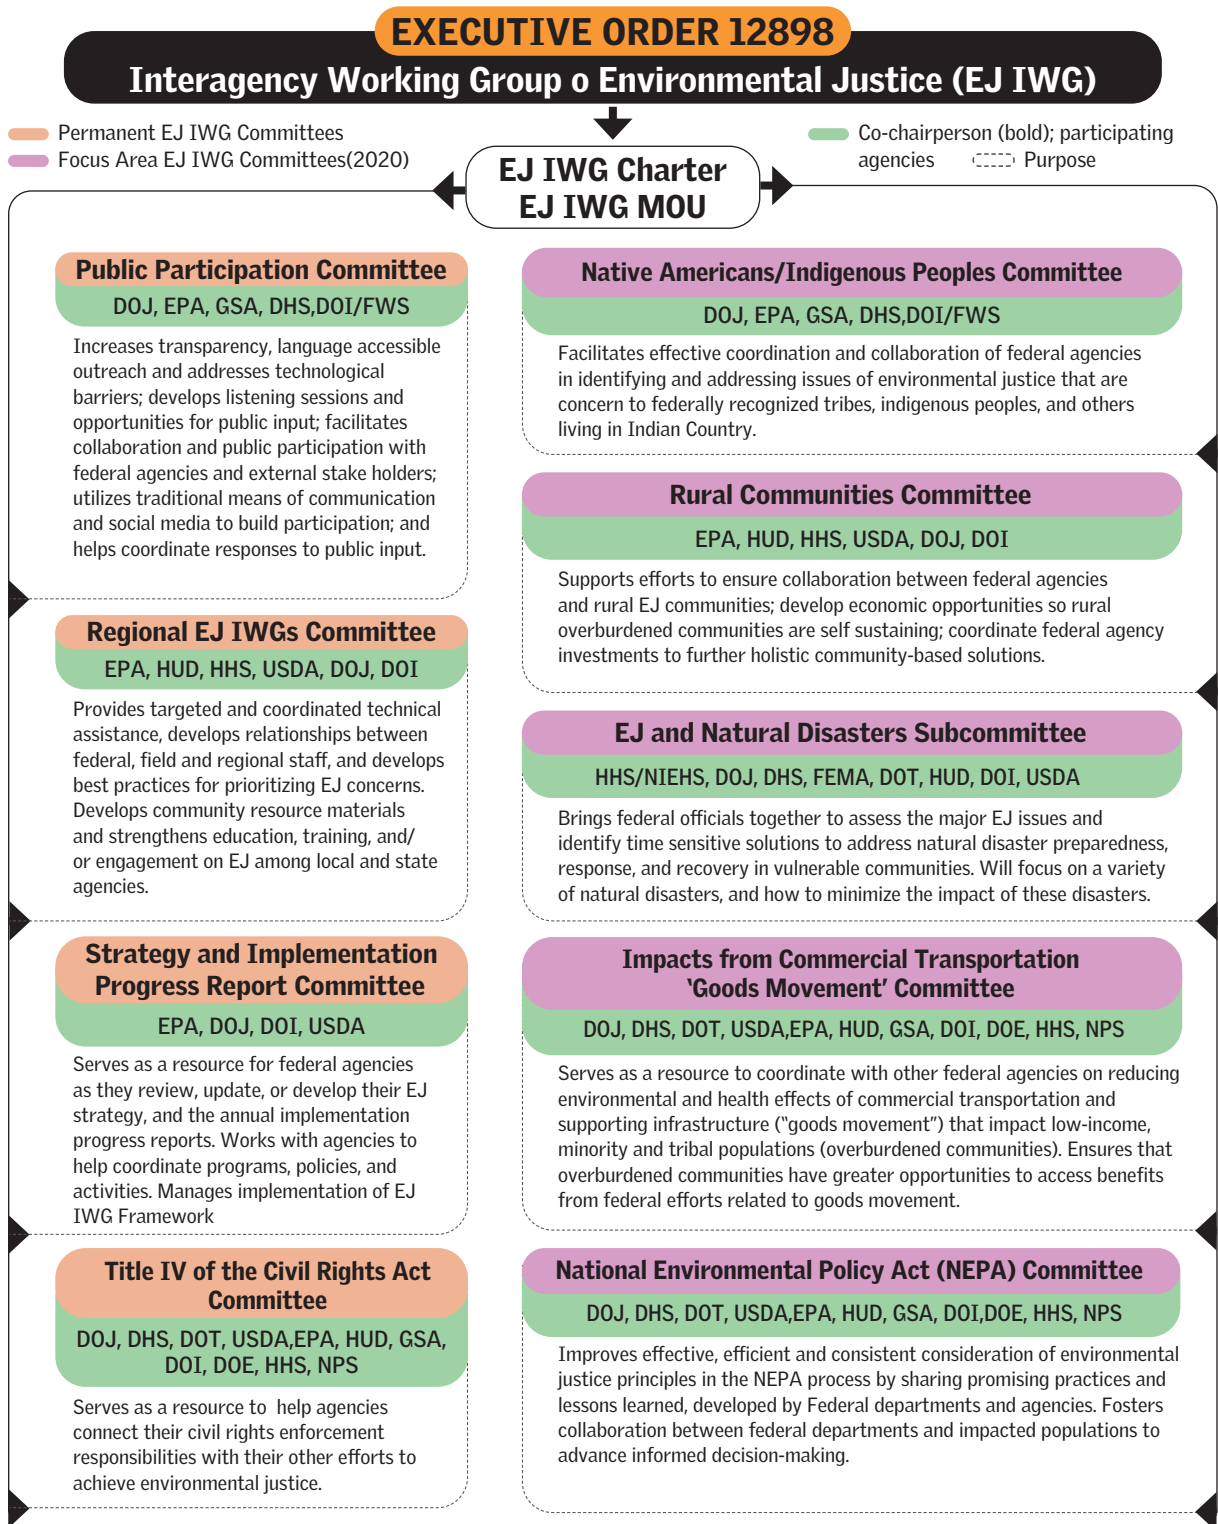 EXECUTIVE ORDER 12898
Interagency Working Group o Environmental Justice (EJ IWG)
Permanent EJ IWG Committees
Focus Area EJ IWG Committees(2020)
Co-chairperson (bold); participating
agencies Purpose
EJ IWG Charter
EJ IWG MOU
Public Participation Committee
DOJ, EPA, GSA, DHS,DOI/FWS
Increases transparency, language accessible
outreach and addresses technological
barriers; develops listening sessions and
opportunities for public input; facilitates
collaboration and public participation with
federal agencies and external stake holders;
utilizes traditional means of communication
and social media to build participation; and
helps coordinate responses to public input.
Regional EJ IWGs Committee
EPA, HUD, HHS, USDA, DOJ, DOI
Provides targeted and coordinated technical
assistance, develops relationships between
federal, field and regional staff, and develops
best practices for prioritizing EJ concerns.
Develops community resource materials
and strengthens education, training, and/
or engagement on EJ among local and state
agencies.
Strategy and Implementation
Progress Report Committee
EPA, DOJ, DOI, USDA
Serves as a resource for federal agencies
as they review, update, or develop their EJ
strategy, and the annual implementation
progress reports. Works with agencies to
help coordinate programs, policies, and
activities. Manages implementation of EJ
IWG Framework
Title IV of the Civil Rights Act
Committee
DOJ, DHS, DOT, USDA,EPA, HUD, GSA,
DOI, DOE, HHS, NPS
Serves as a resource to help agencies
connect their civil rights enforcement
responsibilities with their other efforts to
achieve environmental justice.
Native Americans/Indigenous Peoples Committee
DOJ, EPA, GSA, DHS,DOI/FWS
Facilitates effective coordination and collaboration of federal agencies
in identifying and addressing issues of environmental justice that are
concern to federally recognized tribes, indigenous peoples, and others
living in Indian Country.
Rural Communities Committee
EPA, HUD, HHS, USDA, DOJ, DOI
Supports efforts to ensure collaboration between federal agencies
and rural EJ communities; develop economic opportunities so rural
overburdened communities are self sustaining; coordinate federal agency
investments to further holistic community-based solutions.
EJ and Natural Disasters Subcommittee
HHS/NIEHS, DOJ, DHS, FEMA, DOT, HUD, DOI, USDA
Brings federal officials together to assess the major EJ issues and
identify time sensitive solutions to address natural disaster preparedness,
response, and recovery in vulnerable communities. Will focus on a variety
of natural disasters, and how to minimize the impact of these disasters.
Impacts from Commercial Transportation
‘Goods Movement’ Committee
DOJ, DHS, DOT, USDA,EPA, HUD, GSA, DOI, DOE, HHS, NPS
Serves as a resource to coordinate with other federal agencies on reducing
environmental and health effects of commercial transportation and
supporting infrastructure (“goods movement”) that impact low-income,
minority and tribal populations (overburdened communities). Ensures that
overburdened communities have greater opportunities to access benefits
from federal efforts related to goods movement.
National Environmental Policy Act (NEPA) Committee
DOJ, DHS, DOT, USDA,EPA, HUD, GSA, DOI,DOE, HHS, NPS
Improves effective, efficient and consistent consideration of environmental
justice principles in the NEPA process by sharing promising practices and
lessons learned, developed by Federal departments and agencies. Fosters
collaboration between federal departments and impacted populations to
advance informed decision-making.